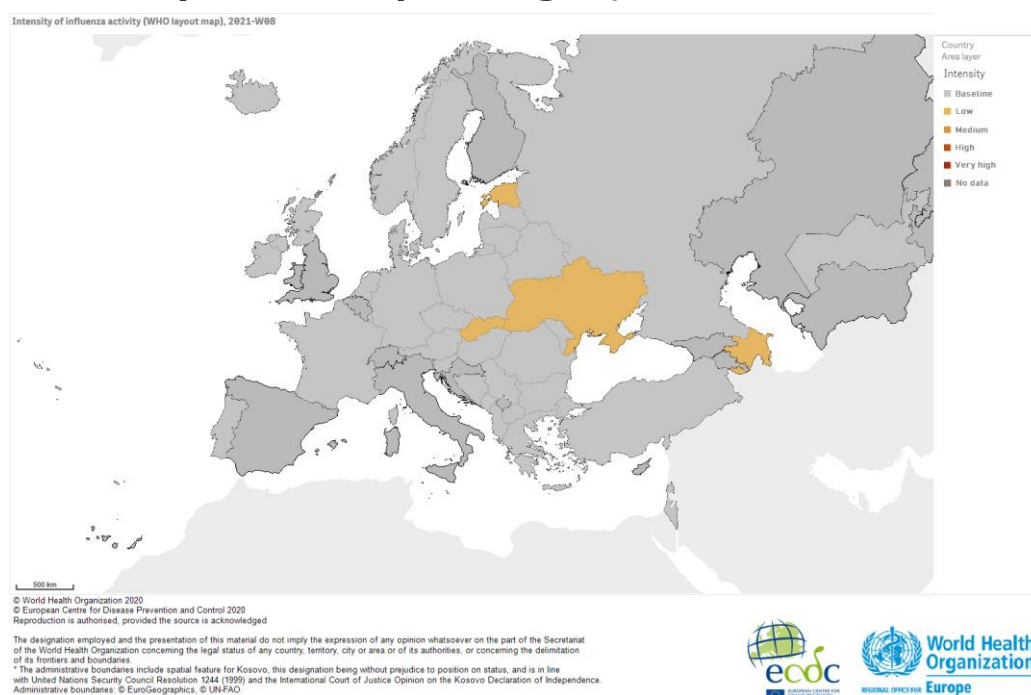 Intensity of influenza activity (WHO layout map), 2021-W08
Country
Area layer
Intensity
Baseline
Low
Medium
High
Very high
No data
500 km
© World Health Organization 2020
© European Centre for Disease Prevention and Control 2020
Reproduction is authorised, provided the source is acknowledged
The designation employed and the presentation of this material do not imply the expression of any opinion whatsoever on the part of the Secretariat
of the World Health Organization concerning the legal status of any country, territory, city or area or of its authorities, or concerning the delimitation
of its frontiers and boundaries.
* The administrative boundaries include spatial feature for Kosovo, this designation being without prejudice to position on status, and is in line
with United Nations Security Council Resolution 1244 (1999) and the International Court of Justice Opinion on the Kosovo Declaration of Independence.
Administrative boundaries: © EuroGeographics, © UN-FAO.
ecdc
EUROPEAN CENTRE FOR
World Health
Organization
REGIONAL OFFICE FOR Europe